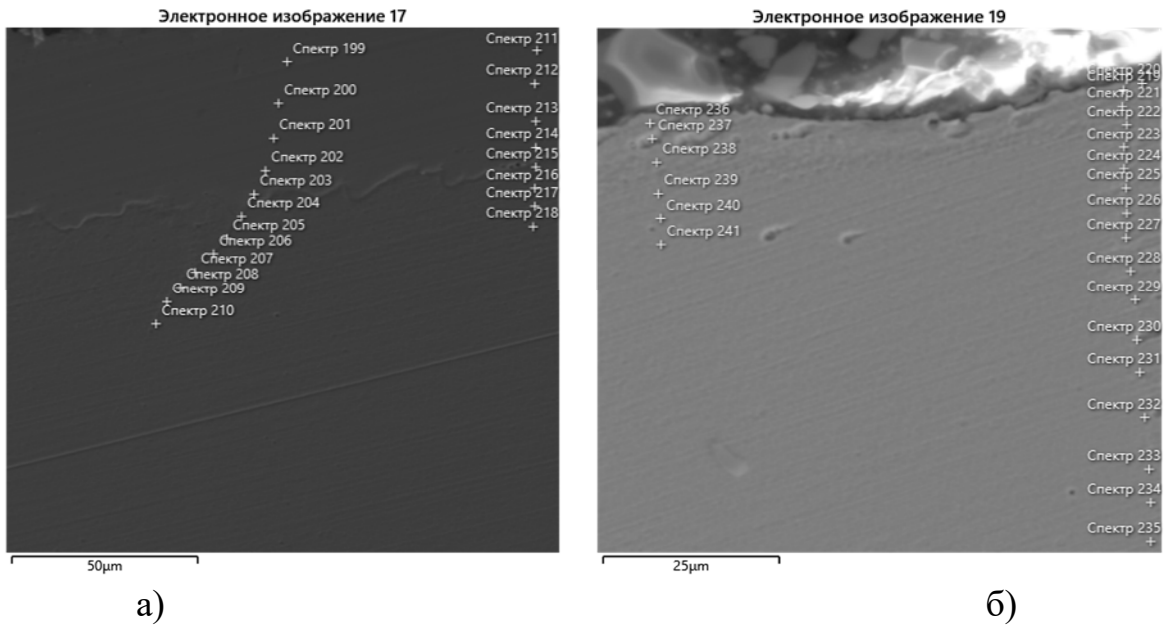 Электронное изображение 17
Спектр 199
Спектр 200
Спектр 201
Спектр 202
Спектр 203
Спектр 204
Спектр 205
Спектр 206
Спектр 207
Спектр 208
Спектр 209
Спектр 210
Спектр 211
Спектр 212
Спектр 213
Спектр 214
Спектр 215
Спектр 216
Спектр 217
Спектр 218
50µm
а)
Электронное изображение 19
Спектр 236
Спектр 237
Спектр 238
Спектр 239
Спектр 240
Спектр 241
Спектр 220
Спектр 219
Спектр 221
Спектр 222
Спектр 223
Спектр 224
Спектр 225
Спектр 226
Спектр 227
Спектр 228
Спектр 229
Спектр 230
Спектр 231
Спектр 232
Спектр 233
Спектр 234
Спектр 235
25µm
б)